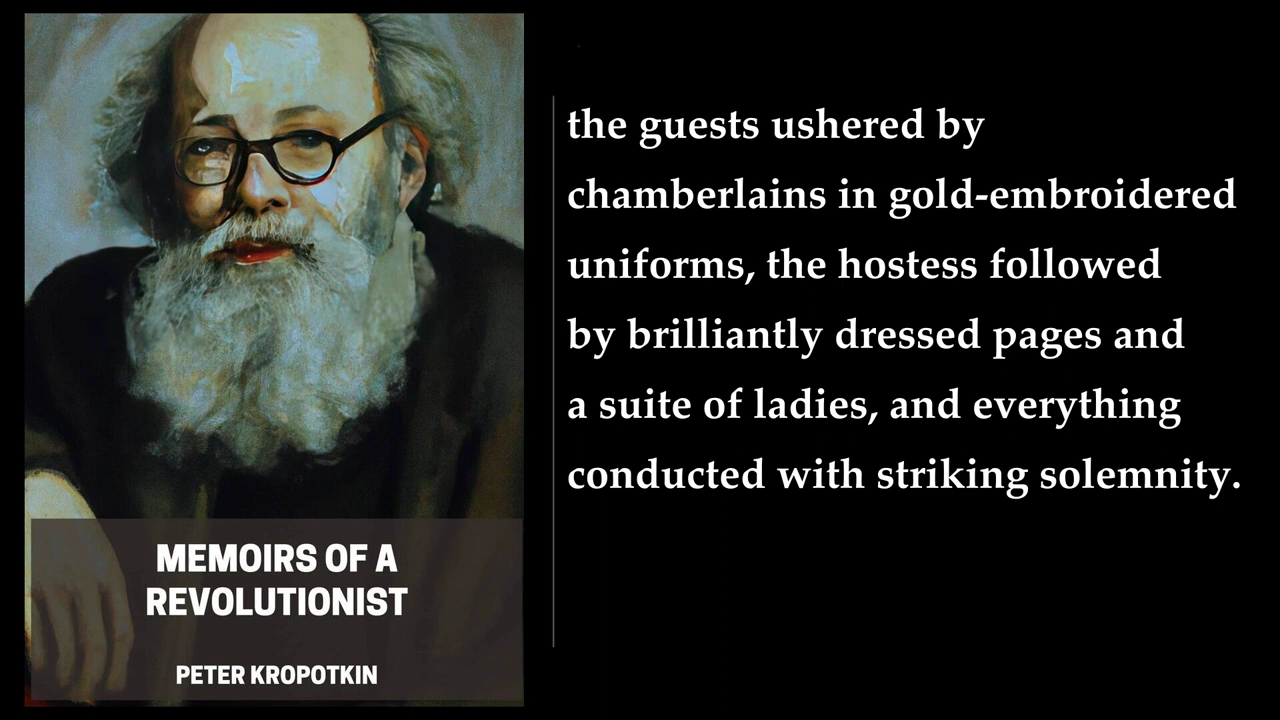 the guests ushered by
chamberlains in gold-embroidered
uniforms, the hostess followed
by brilliantly dressed pages and
a suite of ladies, and everything
conducted with striking solemnity.
MEMOIRS OF A
REVOLUTIONIST
PETER KROPOTKIN